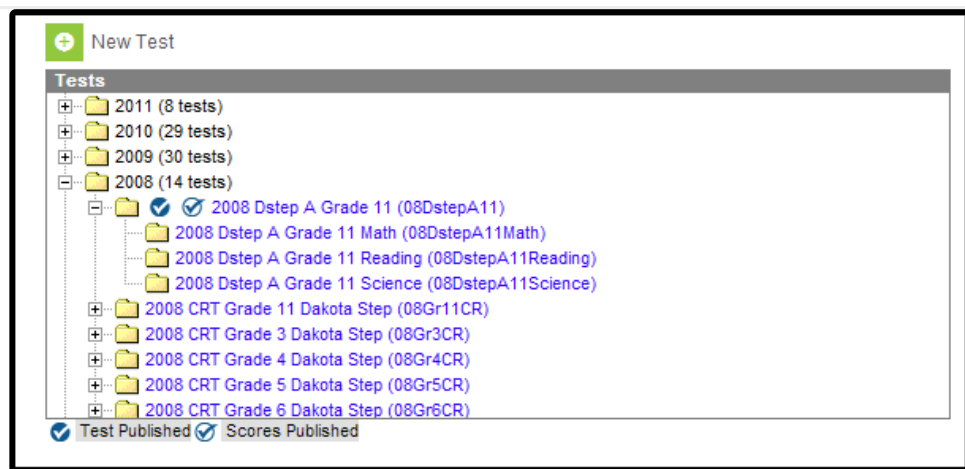 New Test
Tests
2011 (8 tests)
2010 (29 tests)
2009 (30 tests)
2008 (14 tests)
2008 Dstep A Grade 11 (08DstepA11)
2008 Dstep A Grade 11 Math (08DstepA11Math)
2008 Dstep A Grade 11 Reading (08DstepA11Reading)
2008 Dstep A Grade 11 Science (08DstepA11Science)
2008 CRT Grade 11 Dakota Step (08Gr11CR)
2008 CRT Grade 3 Dakota Step (08Gr3CR)
2008 CRT Grade 4 Dakota Step (08Gr4CR)
2008 CRT Grade 5 Dakota Step (08Gr5CR)
2008 CRT Grade 6 Dakota Step (08Gr6CR)
Test Published Scores Published